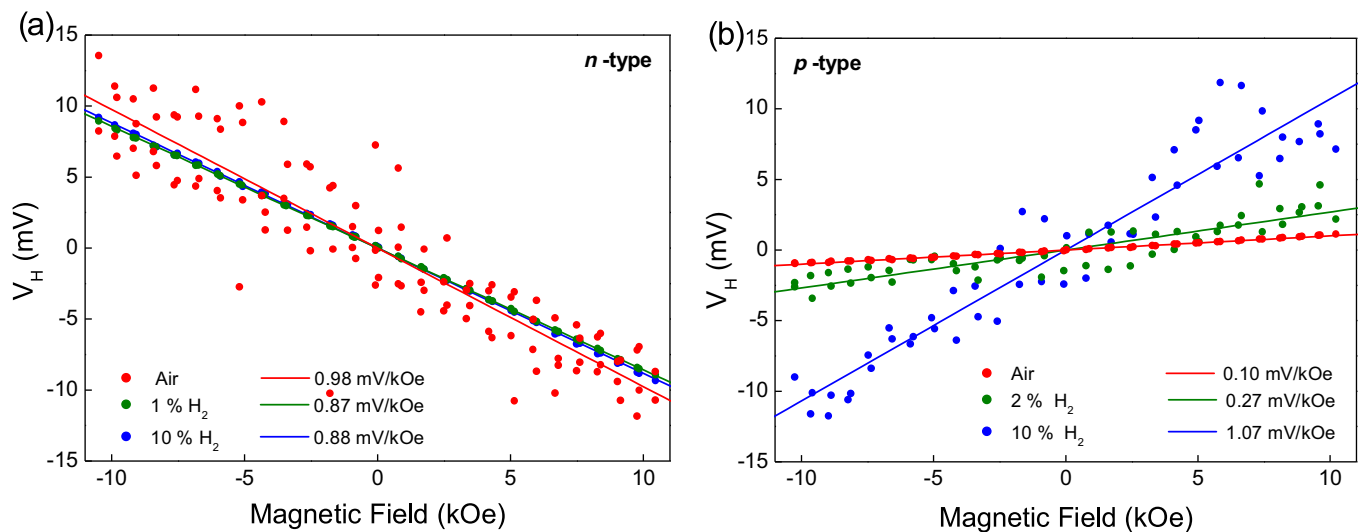 (a)
15
10
5
0
-5
-10
-15
-10
-5
0
5
10
V_H (mV)
Magnetic Field (kOe)
n -type
Air 0.98 mV/kOe
1 % H₂ 0.87 mV/kOe
10 % H₂ 0.88 mV/kOe
(b)
15
10
5
0
-5
-10
-15
-10
-5
0
5
10
V_H (mV)
Magnetic Field (kOe)
p -type
Air 0.10 mV/kOe
2 % H₂ 0.27 mV/kOe
10 % H₂ 1.07 mV/kOe